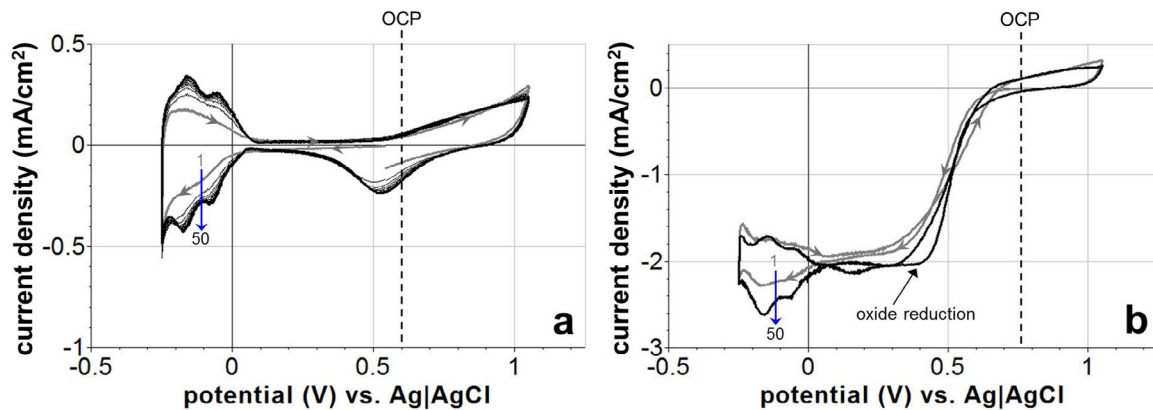 OCP
0.5
0
-0.5
-1
-0.5
0
0.5
1
current density (mA/cm²)
potential (V) vs. Ag|AgCl
1
50
a
OCP
0
-1
-2
-3
-0.5
0
0.5
1
current density (mA/cm²)
potential (V) vs. Ag|AgCl
1
50
oxide reduction
b